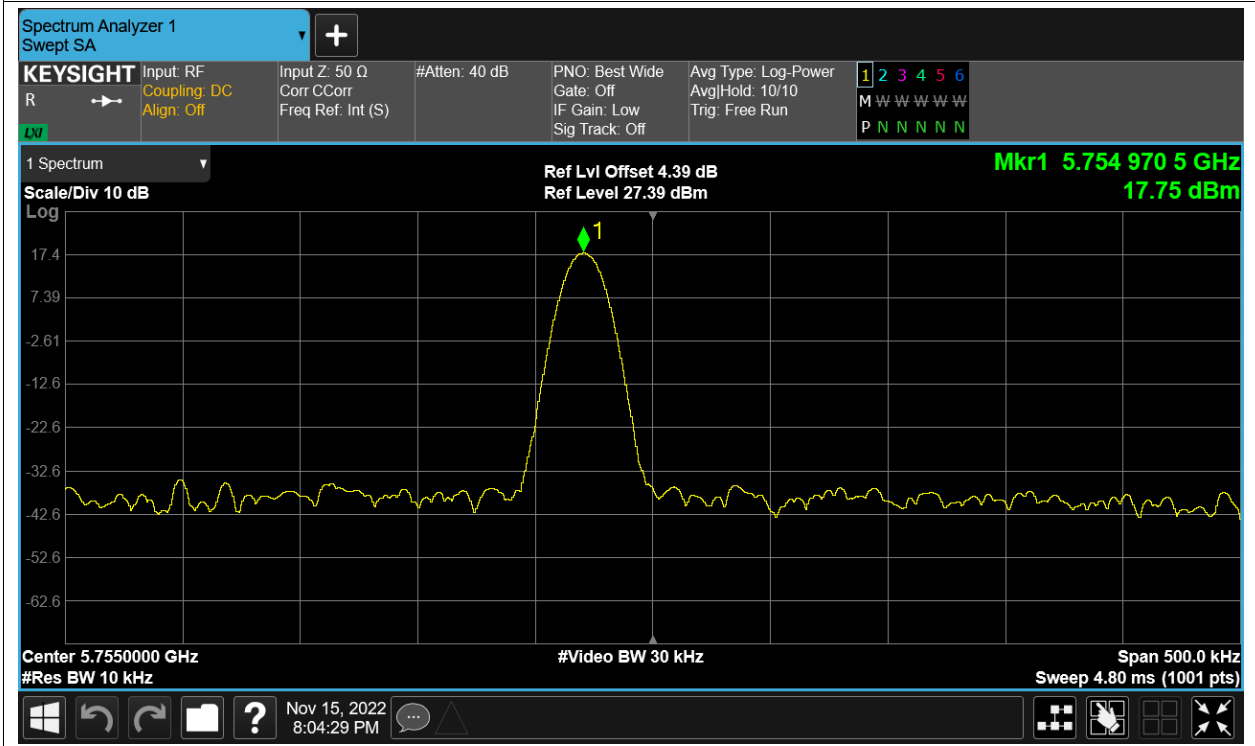 Spectrum Analyzer 1
Swept SA
KEYSIGHT
R
LXI
Input: RF
Coupling: DC
Align: Off
Input Z: 50 Ω
Corr CCorr
Freq Ref: Int (S)
#Atten: 40 dB
PNO: Best Wide
Gate: Off
IF Gain: Low
Sig Track: Off
Avg Type: Log-Power
Avg|Hold: 10/10
Trig: Free Run
1 2 3 4 5 6
M W W W W W
P N N N N N
1 Spectrum
Scale/Div 10 dB
Log
Ref Lvl Offset 4.39 dB
Ref Level 27.39 dBm
Mkr1 5.754 970 5 GHz
17.75 dBm
1
17.4
7.39
-2.61
-12.6
-22.6
-32.6
-42.6
-52.6
-62.6
Center 5.7550000 GHz
#Res BW 10 kHz
#Video BW 30 kHz
Span 500.0 kHz
Sweep 4.80 ms (1001 pts)
?
Nov 15, 2022
8:04:29 PM